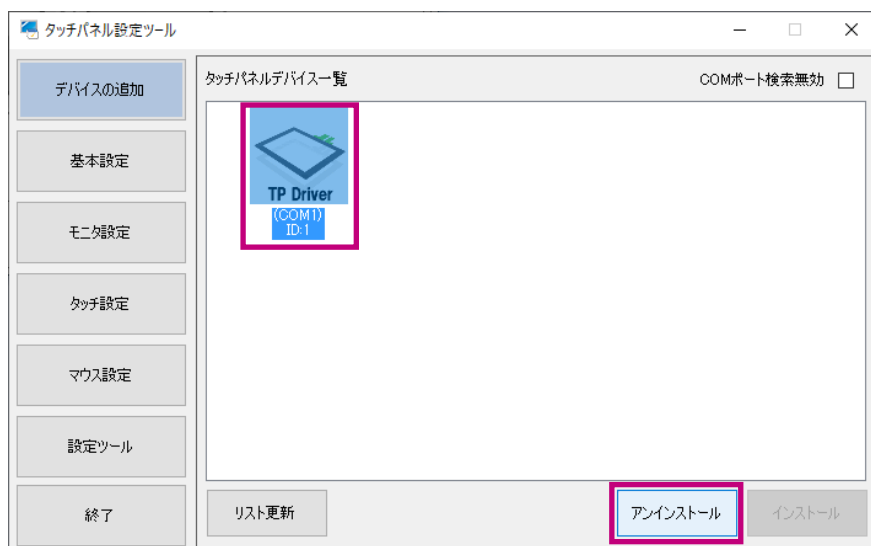 タッチパネル設定ツール
デバイスの追加
基本設定
モニタ設定
タッチ設定
マウス設定
設定ツール
終了
タッチパネルデバイス一覧
COMポート検索無効
TP Driver
(COM1)
ID:1
リスト更新
アンインストール
インストール